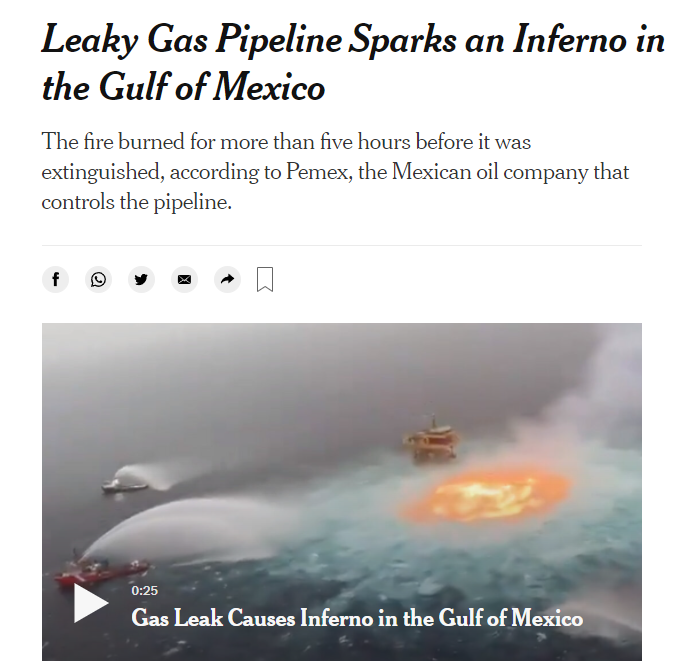 Leaky Gas Pipeline Sparks an Inferno in
the Gulf of Mexico
The fire burned for more than five hours before it was
extinguished, according to Pemex, the Mexican oil company that
controls the pipeline.
0:25
Gas Leak Causes Inferno in the Gulf of Mexico